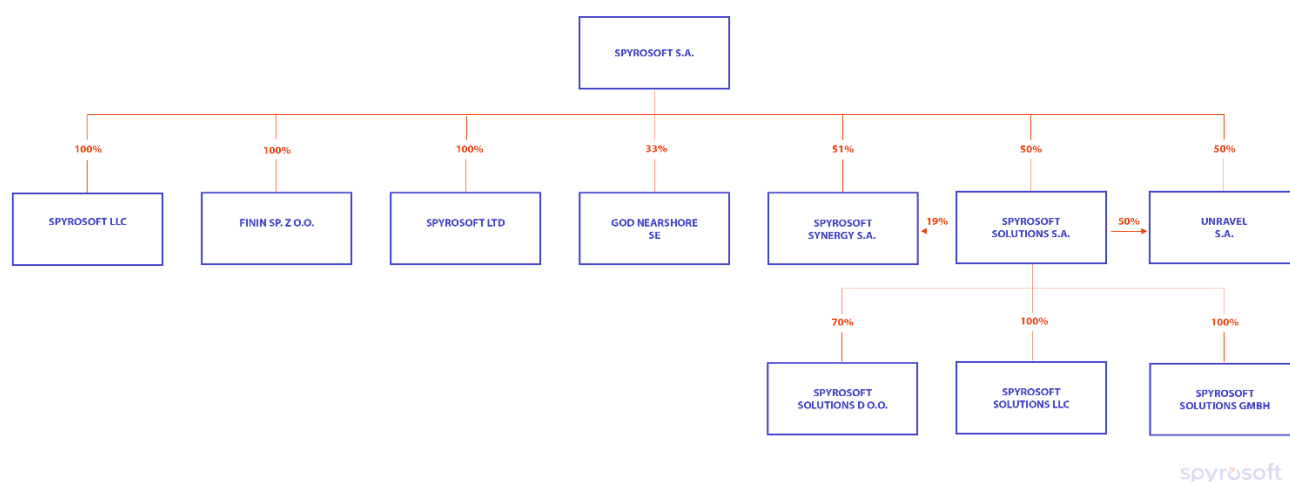 SPYROSOFT S.A.
100%
100%
100%
33%
51%
50%
50%
SPYROSOFT LLC
FININ SP. Z O.O.
SPYROSOFT LTD
GOD NEARSHORE
SE
SPYROSOFT
SYNERGY S.A.
19%
SPYROSOFT
SOLUTIONS S.A.
50%
UNRAVEL
S.A.
70%
100%
100%
SPYROSOFT
SOLUTIONS D O.O.
SPYROSOFT
SOLUTIONS LLC
SPYROSOFT
SOLUTIONS GMBH
spyrosoft